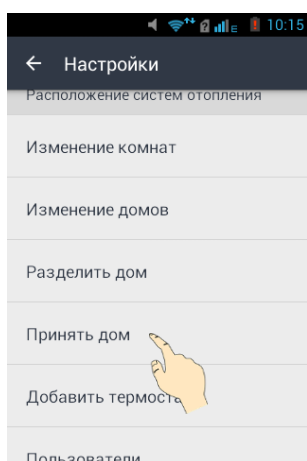 10:15
Настройки
Расположение систем отопления
Изменение комнат
Изменение домов
Разделить дом
Принять дом
Добавить
Пользователи